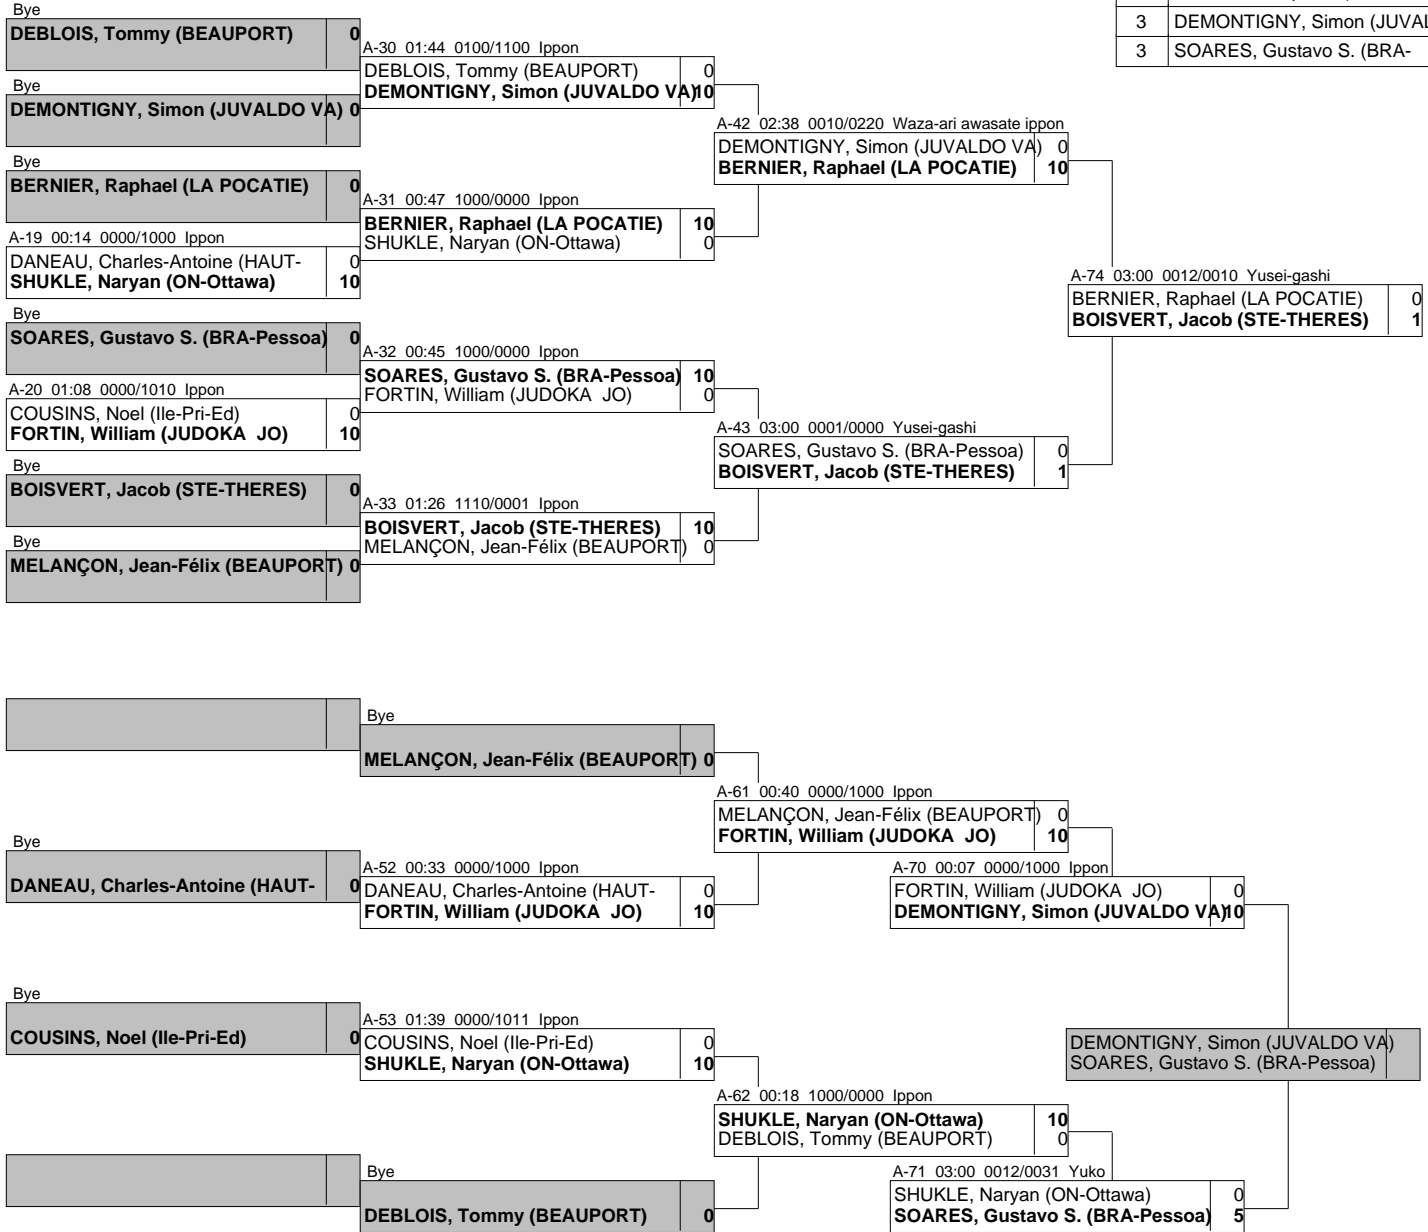 Bye
DEBLOIS, Tommy (BEAUPORT) 0
Bye
DEMONTIGNY, Simon (JUVALDO VA) 0
Bye
BERNIER, Raphael (LA POCATIE) 0
A-19 00:14 0000/1000 Ippon
DANEAU, Charles-Antoine (HAUT- 0
SHUKLE, Naryan (ON-Ottawa) 10
Bye
SOARES, Gustavo S. (BRA-Pessoa) 0
A-20 01:08 0000/1010 Ippon
COUSINS, Noel (Ile-Pri-Ed) 0
FORTIN, William (JUDOKA JO) 10
Bye
BOISVERT, Jacob (STE-THERES) 0
Bye
MELANÇON, Jean-Félix (BEAUPORT) 0
A-30 01:44 0100/1100 Ippon
DEBLOIS, Tommy (BEAUPORT) 0
DEMONTIGNY, Simon (JUVALDO VA) 10
A-31 00:47 1000/0000 Ippon
BERNIER, Raphael (LA POCATIE) 10
SHUKLE, Naryan (ON-Ottawa) 0
A-32 00:45 1000/0000 Ippon
SOARES, Gustavo S. (BRA-Pessoa) 10
FORTIN, William (JUDOKA JO) 0
A-33 01:26 1110/0001 Ippon
BOISVERT, Jacob (STE-THERES) 10
MELANÇON, Jean-Félix (BEAUPORT) 0
A-42 02:38 0010/0220 Waza-ari awasate ippon
DEMONTIGNY, Simon (JUVALDO VA) 0
BERNIER, Raphael (LA POCATIE) 10
A-43 03:00 0001/0000 Yusei-gashi
SOARES, Gustavo S. (BRA-Pessoa) 0
BOISVERT, Jacob (STE-THERES) 1
A-74 03:00 0012/0010 Yusei-gashi
BERNIER, Raphael (LA POCATIE) 0
BOISVERT, Jacob (STE-THERES) 1
3 DEMONTIGNY, Simon (JUVAL
3 SOARES, Gustavo S. (BRA-
Bye
DANEAU, Charles-Antoine (HAUT- 0
Bye
COUSINS, Noel (Ile-Pri-Ed) 0
Bye
MELANÇON, Jean-Félix (BEAUPORT) 0
A-52 00:33 0000/1000 Ippon
DANEAU, Charles-Antoine (HAUT- 0
FORTIN, William (JUDOKA JO) 10
A-53 01:39 0000/1011 Ippon
COUSINS, Noel (Ile-Pri-Ed) 0
SHUKLE, Naryan (ON-Ottawa) 10
Bye
DEBLOIS, Tommy (BEAUPORT) 0
A-61 00:40 0000/1000 Ippon
MELANÇON, Jean-Félix (BEAUPORT) 0
FORTIN, William (JUDOKA JO) 10
A-62 00:18 1000/0000 Ippon
SHUKLE, Naryan (ON-Ottawa) 10
DEBLOIS, Tommy (BEAUPORT) 0
A-70 00:07 0000/1000 Ippon
FORTIN, William (JUDOKA JO) 0
DEMONTIGNY, Simon (JUVALDO VA) 10
A-71 03:00 0012/0031 Yuko
SHUKLE, Naryan (ON-Ottawa) 0
SOARES, Gustavo S. (BRA-Pessoa) 5
DEMONTIGNY, Simon (JUVALDO VA)
SOARES, Gustavo S. (BRA-Pessoa)